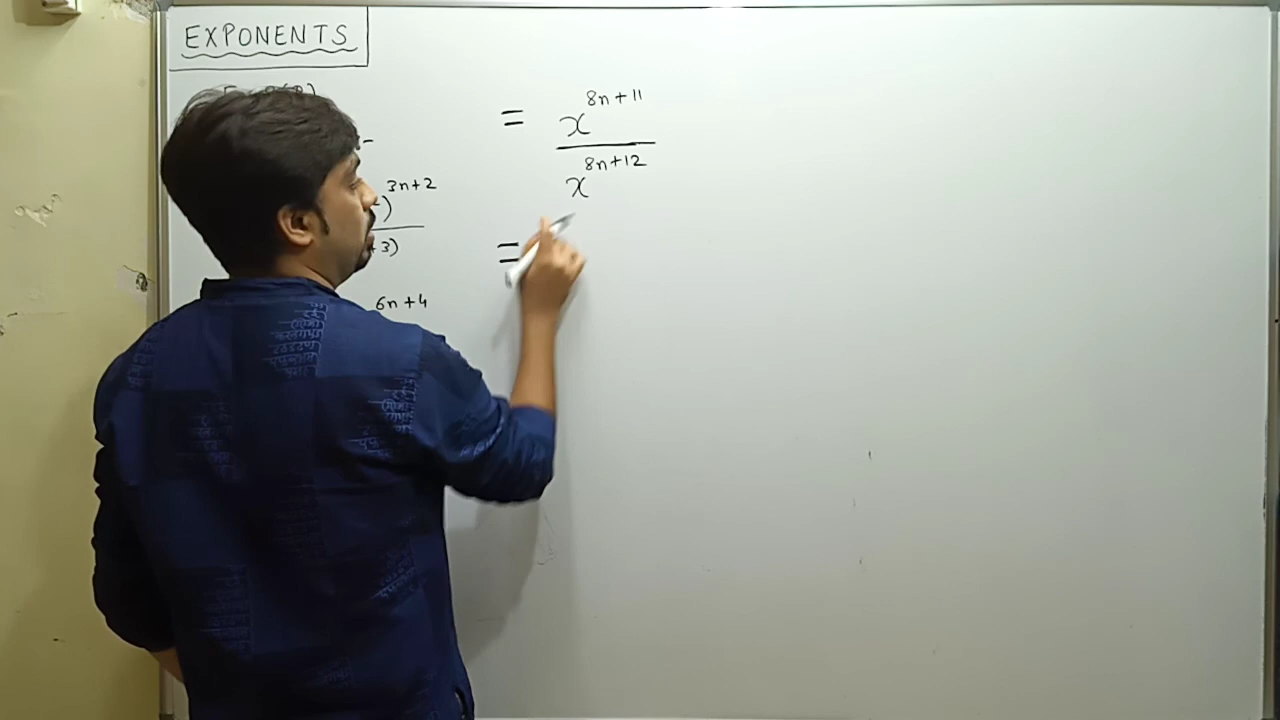 EXPONENTS
= x^{8n+11}
x^{8n+12}
)^{3n+2}
3)
6n+4
=